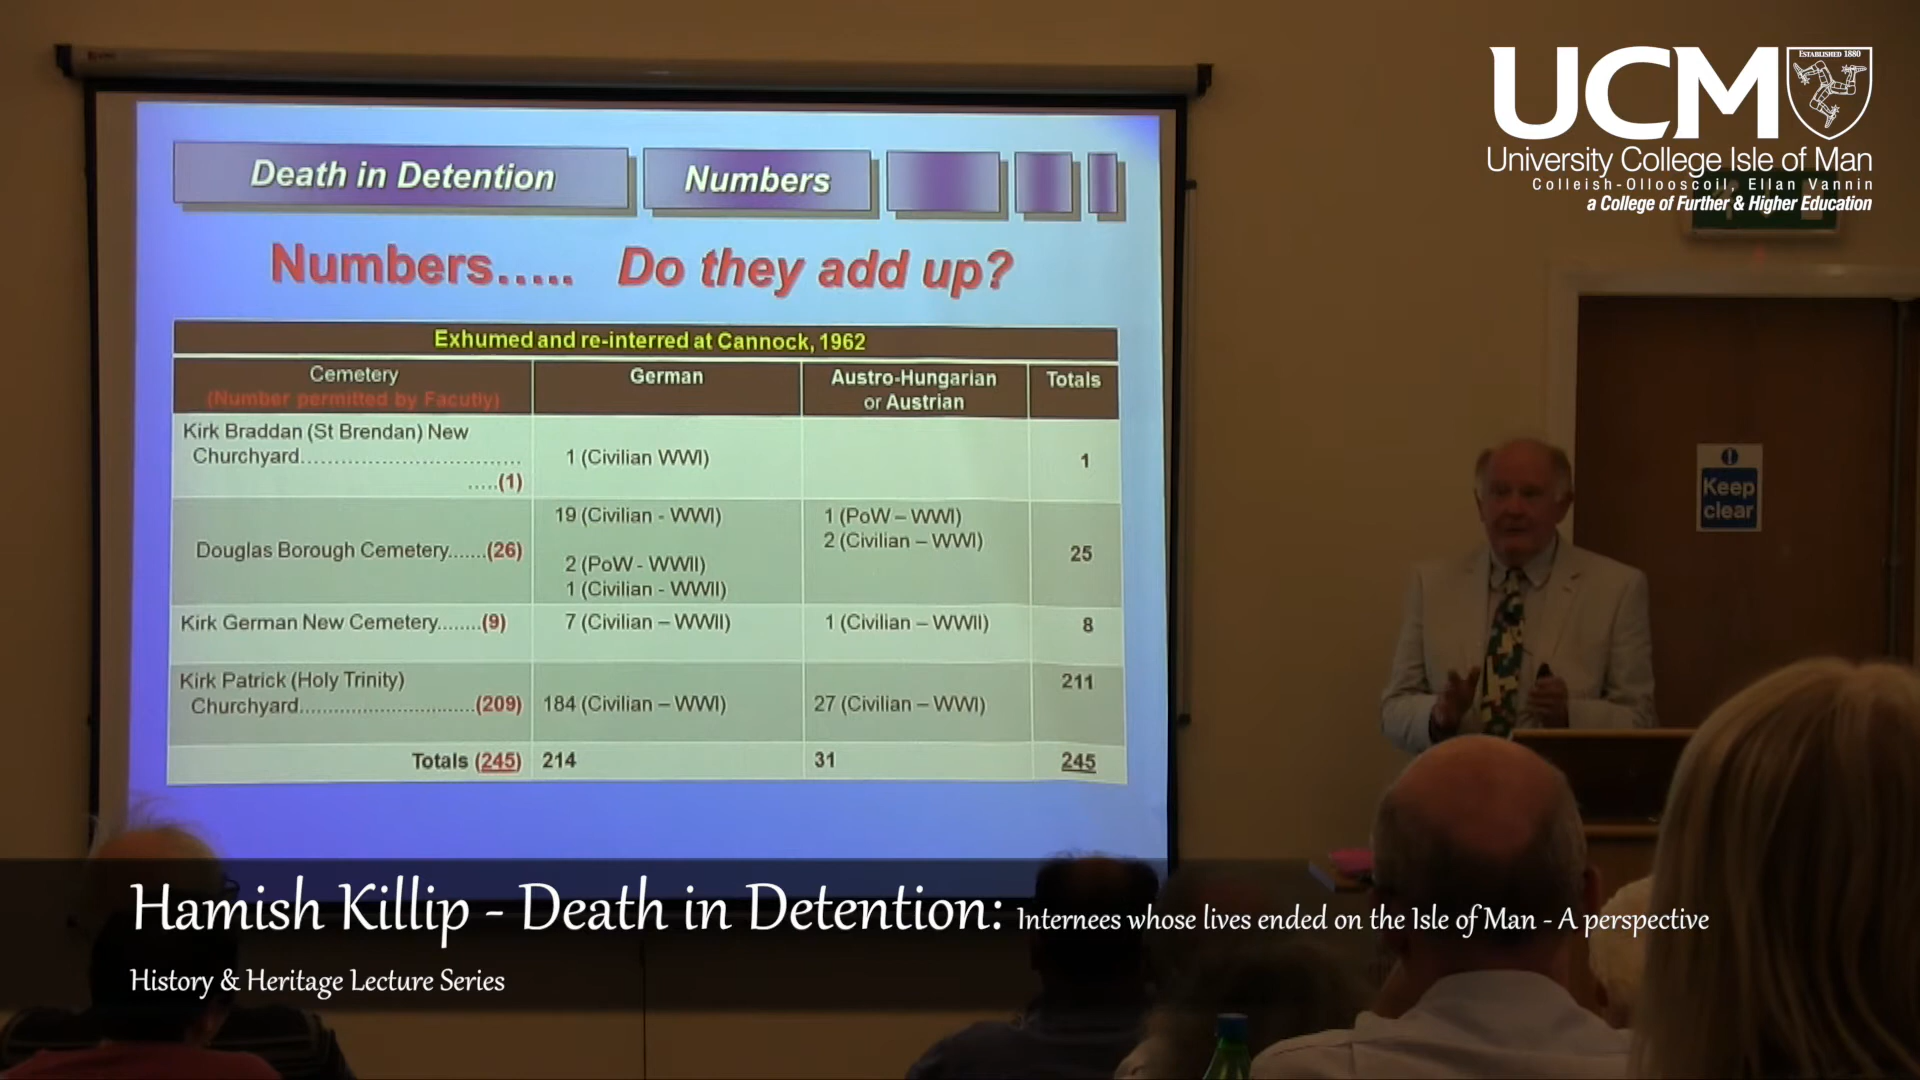 UCM
ESTABLISHED 1880
University College Isle of Man
Colleish-Ollooscoil, Ellan Vannin
a College of Further & Higher Education
Death in Detention
Numbers
Numbers..... Do they add up?
Exhumed and re-interred at Cannock, 1962
Cemetery
(Number permitted by Facutly)
German
Austro-Hungarian
or Austrian
Totals
Kirk Braddan (St Brendan) New
Churchyard.................................
.....(1)
1 (Civilian WWI)
1
Douglas Borough Cemetery.......(26)
19 (Civilian - WWI)
2 (PoW - WWII)
1 (Civilian - WWII)
1 (PoW – WWI)
2 (Civilian – WWI)
25
Kirk German New Cemetery........(9)
7 (Civilian – WWII)
1 (Civilian – WWII)
8
Kirk Patrick (Holy Trinity)
Churchyard............................(209)
184 (Civilian – WWI)
27 (Civilian – WWI)
211
Totals (245)
214
31
245
Keep
clear
Hamish Killip - Death in Detention: Internees whose lives ended on the Isle of Man - A perspective
History & Heritage Lecture Series